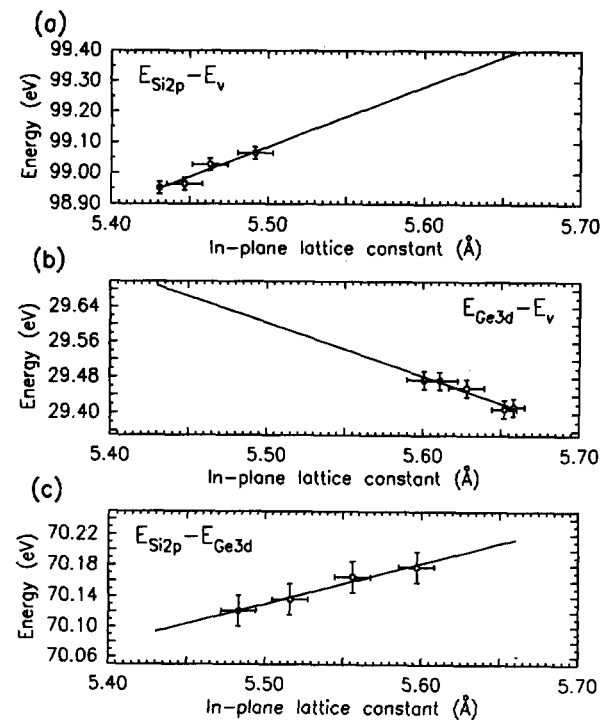 (a)
99.40
99.30
99.20
99.10
99.00
98.90
Energy (eV)
E_Si2p−E_v
5.40 5.50 5.60 5.70
In-plane lattice constant (Å)
(b)
29.64
29.56
29.48
29.40
Energy (eV)
E_Ge3d−E_v
5.40 5.50 5.60 5.70
In-plane lattice constant (Å)
(c)
70.22
70.18
70.14
70.10
70.06
Energy (eV)
E_Si2p−E_Ge3d
5.40 5.50 5.60 5.70
In-plane lattice constant (Å)